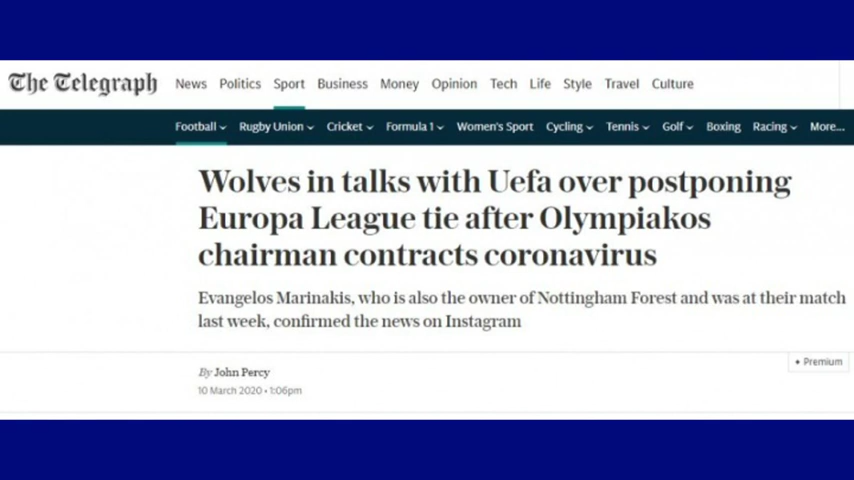 The Telegraph News Politics Sport Business Money Opinion Tech Life Style Travel Culture
Football Rugby Union Cricket Formula 1 Women's Sport Cycling Tennis Golf Boxing Racing More...
Wolves in talks with Uefa over postponing
Europa League tie after Olympiakos
chairman contracts coronavirus
Evangelos Marinakis, who is also the owner of Nottingham Forest and was at their match
last week, confirmed the news on Instagram
+ Premium
By John Percy
10 March 2020 • 1:06pm